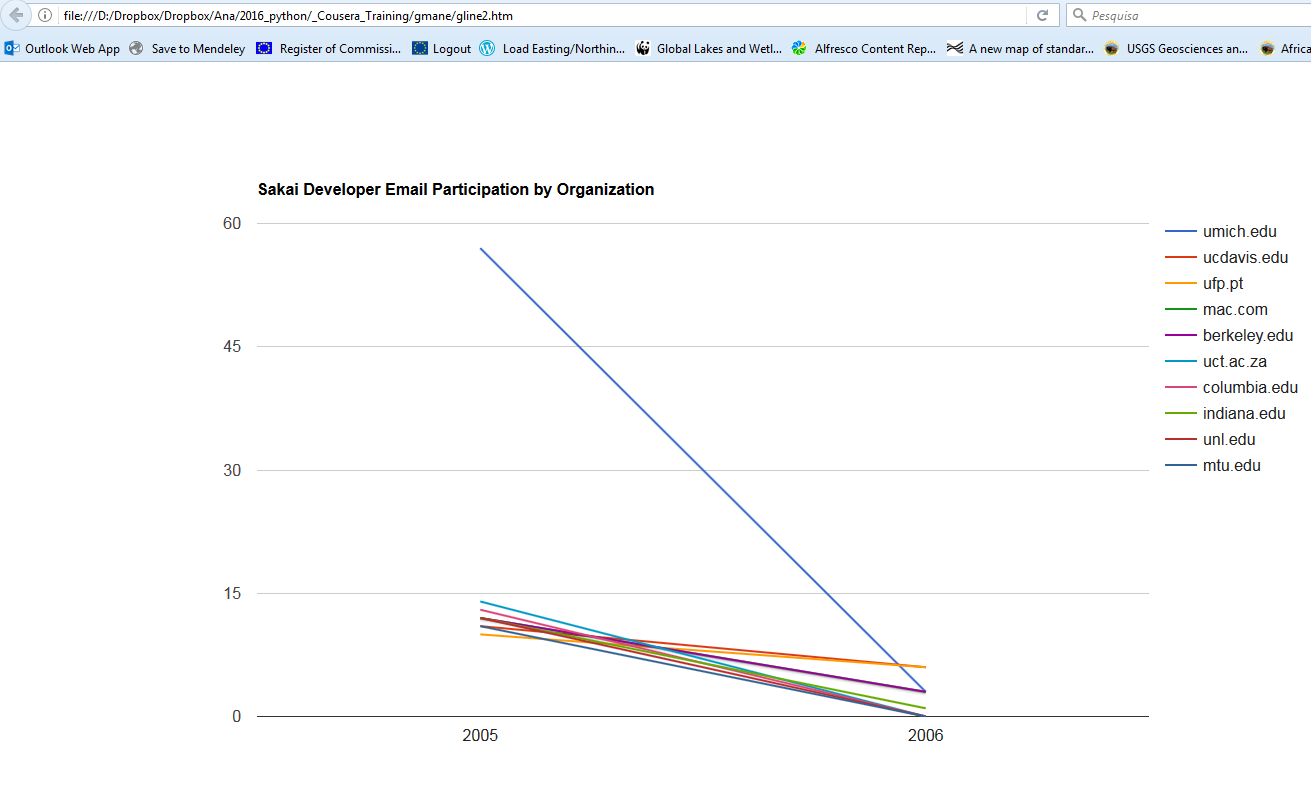 file:///D:/Dropbox/Dropbox/Ana/2016_python/_Cousera_Training/gmane/gline2.htm
Pesquisa
Outlook Web App Save to Mendeley Register of Commissi... Logout Load Easting/Northin... Global Lakes and Wetl... Alfresco Content Rep... A new map of standar... USGS Geosciences an... Africa
Sakai Developer Email Participation by Organization
60
45
30
15
0
2005 2006
umich.edu
ucdavis.edu
ufp.pt
mac.com
berkeley.edu
uct.ac.za
columbia.edu
indiana.edu
unl.edu
mtu.edu